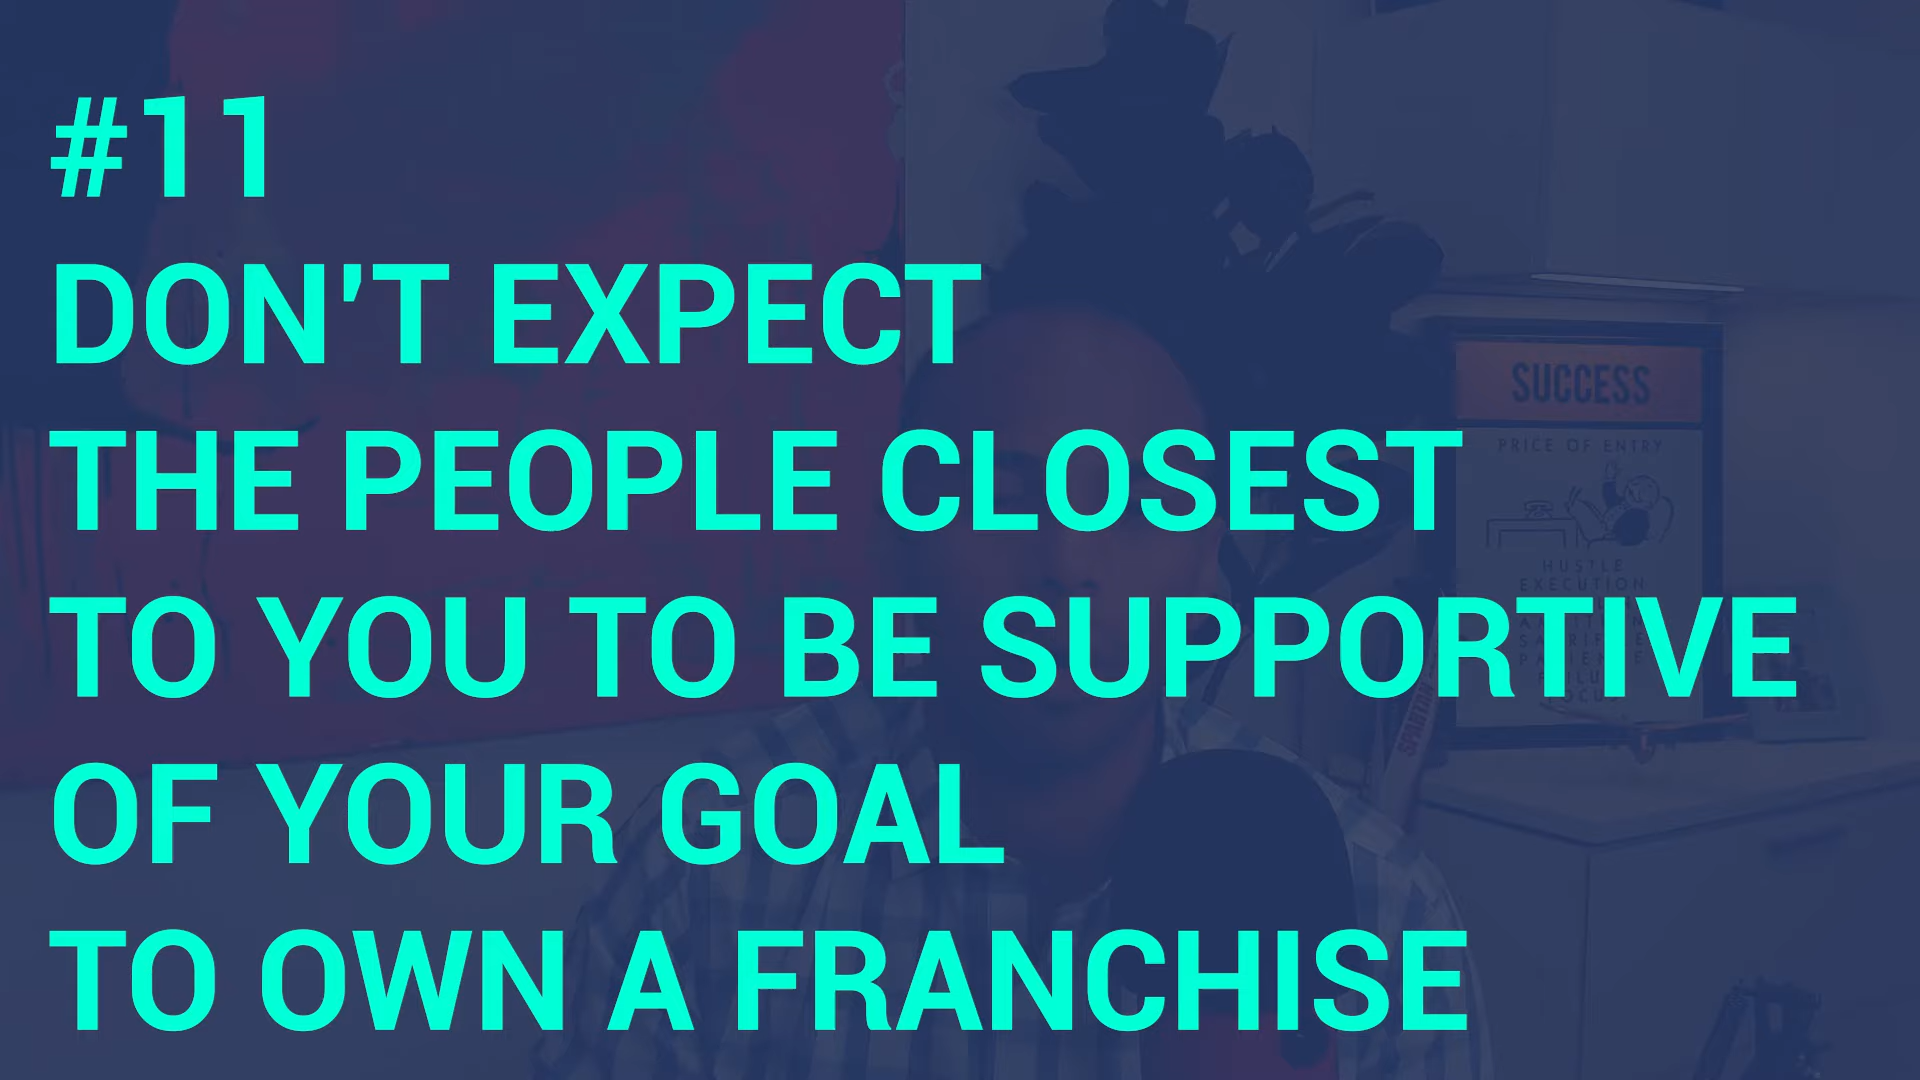 #11
DON'T EXPECT
THE PEOPLE CLOSEST
TO YOU TO BE SUPPORTIVE
OF YOUR GOAL
TO OWN A FRANCHISE
SUCCESS
PRICE OF ENTRY
HUSTLE
EXECUTION
SPARTAN